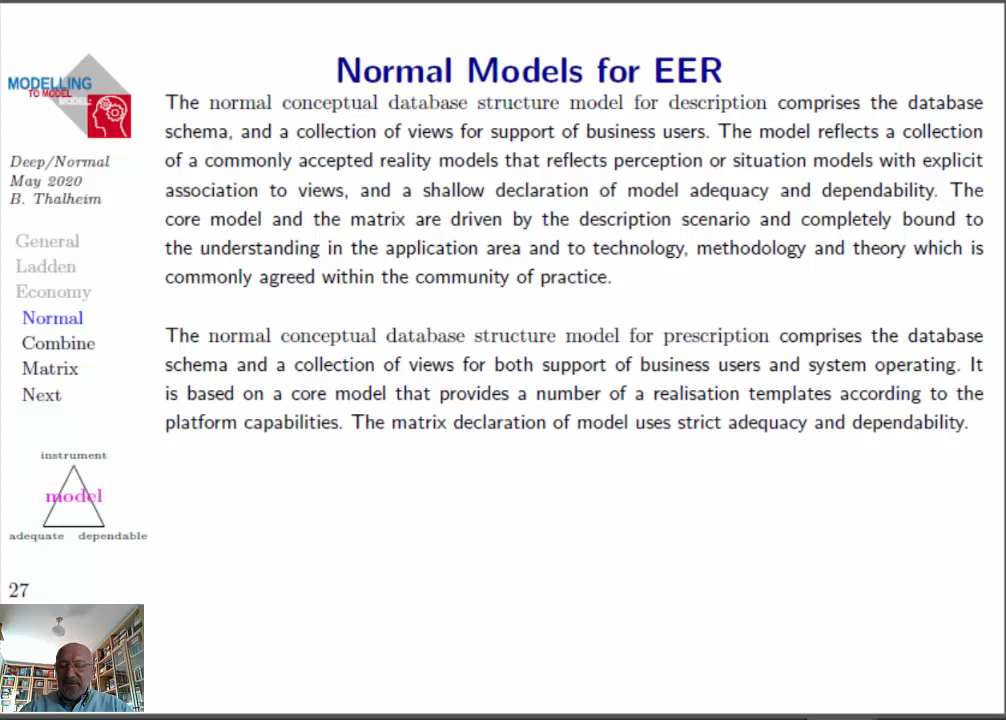 Normal Models for EER
MODELLING
TO MODEL
MODEL:
Deep/Normal
May 2020
B. Thalheim
General
Ladden
Economy
Normal
Combine
Matrix
Next
instrument
model
adequate dependable
27
The normal conceptual database structure model for description comprises the database
schema, and a collection of views for support of business users. The model reflects a collection
of a commonly accepted reality models that reflects perception or situation models with explicit
association to views, and a shallow declaration of model adequacy and dependability. The
core model and the matrix are driven by the description scenario and completely bound to
the understanding in the application area and to technology, methodology and theory which is
commonly agreed within the community of practice.
The normal conceptual database structure model for prescription comprises the database
schema and a collection of views for both support of business users and system operating. It
is based on a core model that provides a number of a realisation templates according to the
platform capabilities. The matrix declaration of model uses strict adequacy and dependability.